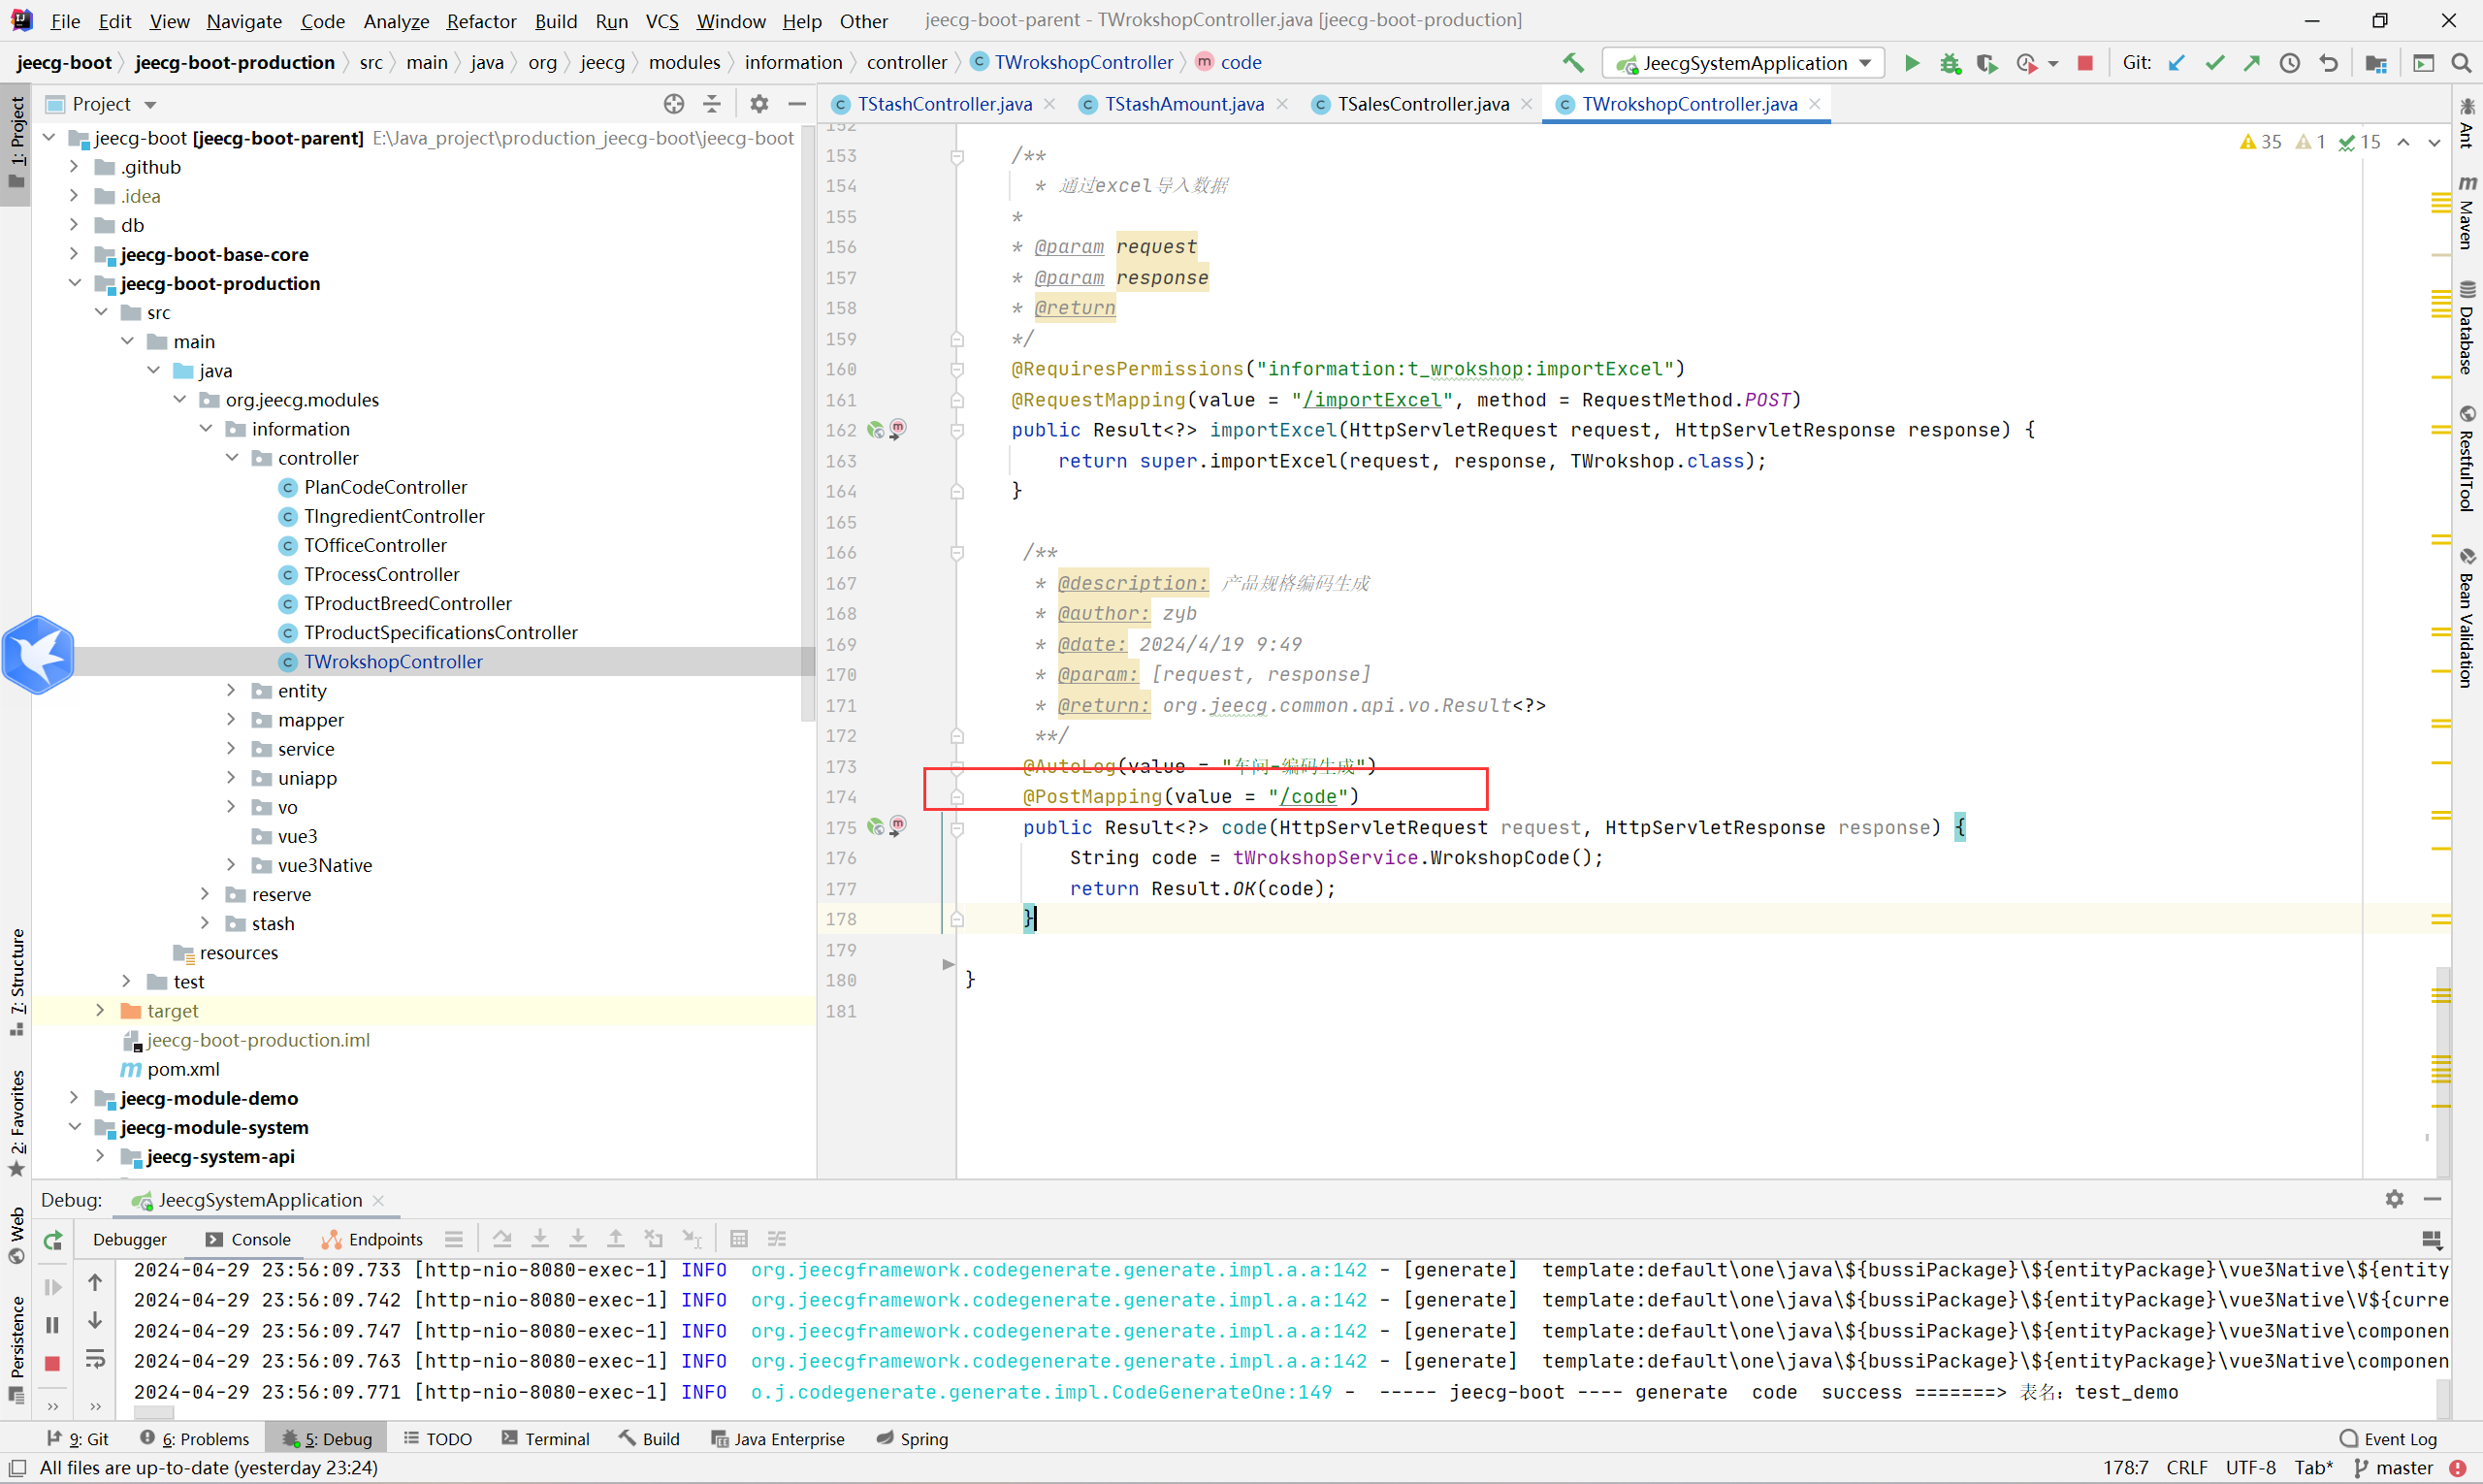 File Edit View Navigate Code Analyze Refactor Build Run VCS Window Help Other jeecg-boot-parent - TWrokshopController.java [jeecg-boot-production]
jeecg-boot jeecg-boot-production src main java org jeecg modules information controller TWrokshopController code JeecgSystemApplication Git:
Project
TStashController.java TStashAmount.java TSalesController.java TWrokshopController.java
1: Project
7: Structure
2: Favorites
Web
Persistence
jeecg-boot [jeecg-boot-parent] E:\Java_project\production_jeecg-boot\jeecg-boot
.github
.idea
db
jeecg-boot-base-core
jeecg-boot-production
src
main
java
org.jeecg.modules
information
controller
PlanCodeController
TIngredientController
TOfficeController
TProcessController
TProductBreedController
TProductSpecificationsController
TWrokshopController
entity
mapper
service
uniapp
vo
vue3
vue3Native
reserve
stash
resources
test
target
jeecg-boot-production.iml
pom.xml
jeecg-module-demo
jeecg-module-system
jeecg-system-api
35 1 15
152
153 /**
154 * 通过excel导入数据
155 *
156 * @param request
157 * @param response
158 * @return
159 */
160 @RequiresPermissions("information:t_wrokshop:importExcel")
161 @RequestMapping(value = "/importExcel", method = RequestMethod.POST)
162 public Result<?> importExcel(HttpServletRequest request, HttpServletResponse response) {
163 return super.importExcel(request, response, TWrokshop.class);
164 }
165
166 /**
167 * @description: 产品规格编码生成
168 * @author: zyb
169 * @date: 2024/4/19 9:49
170 * @param: [request, response]
171 * @return: org.jeecg.common.api.vo.Result<?>
172 **/
173 @AutoLog(value = "车间-编码生成")
174 @PostMapping(value = "/code")
175 public Result<?> code(HttpServletRequest request, HttpServletResponse response) {
176 String code = tWrokshopService.WrokshopCode();
177 return Result.OK(code);
178 }
179
180 }
181
Ant
Maven
Database
RestfulTool
Bean Validation
Debug: JeecgSystemApplication
Debugger Console Endpoints
2024-04-29 23:56:09.733 [http-nio-8080-exec-1] INFO org.jeecgframework.codegenerate.generate.impl.a.a:142 - [generate] template:default\one\java\${bussiPackage}\${entityPackage}\vue3Native\${entity
2024-04-29 23:56:09.742 [http-nio-8080-exec-1] INFO org.jeecgframework.codegenerate.generate.impl.a.a:142 - [generate] template:default\one\java\${bussiPackage}\${entityPackage}\vue3Native\V${curre
2024-04-29 23:56:09.747 [http-nio-8080-exec-1] INFO org.jeecgframework.codegenerate.generate.impl.a.a:142 - [generate] template:default\one\java\${bussiPackage}\${entityPackage}\vue3Native\componen
2024-04-29 23:56:09.763 [http-nio-8080-exec-1] INFO org.jeecgframework.codegenerate.generate.impl.a.a:142 - [generate] template:default\one\java\${bussiPackage}\${entityPackage}\vue3Native\componen
2024-04-29 23:56:09.771 [http-nio-8080-exec-1] INFO o.j.codegenerate.generate.impl.CodeGenerateOne:149 - ----- jeecg-boot ---- generate code success =======> 表名：test_demo
9: Git 6: Problems 5: Debug TODO Terminal Build Java Enterprise Spring Event Log
All files are up-to-date (yesterday 23:24) 178:7 CRLF UTF-8 Tab* master